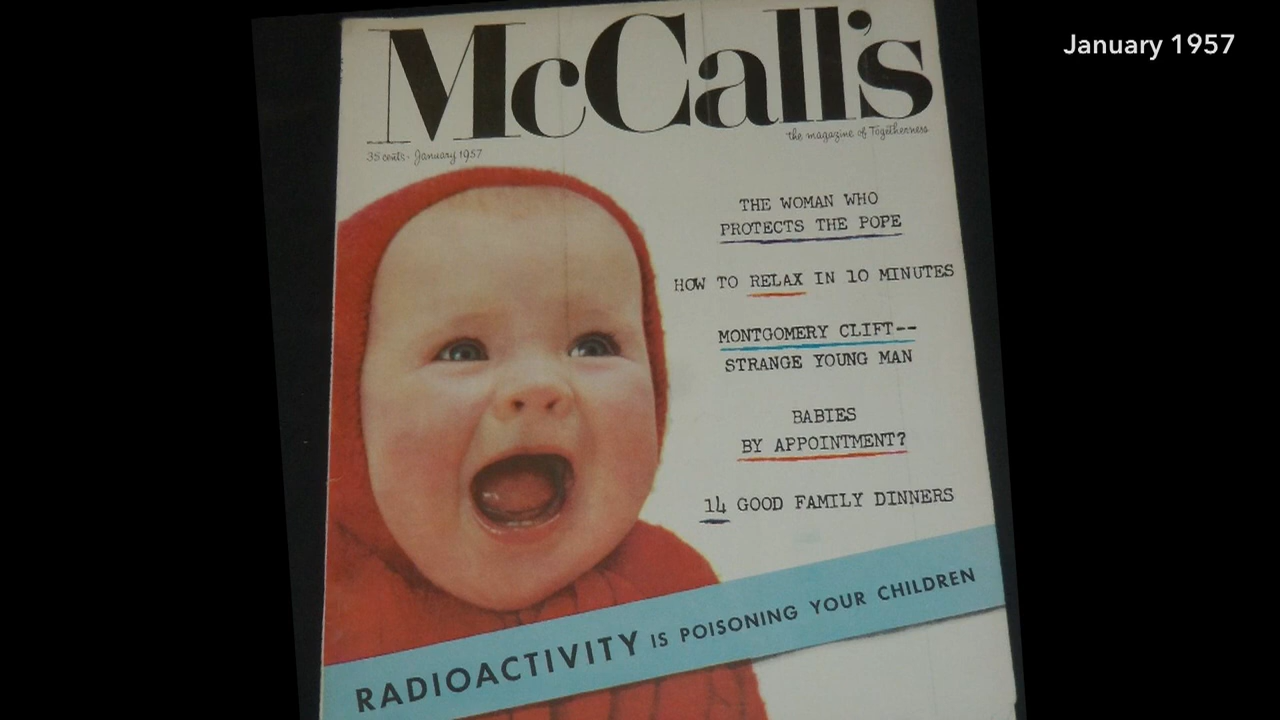 January 1957
McCall's
the magazine of Togetherness
35 cents · January 1957
THE WOMAN WHO
PROTECTS THE POPE
HOW TO RELAX IN 10 MINUTES
MONTGOMERY CLIFT--
STRANGE YOUNG MAN
BABIES
BY APPOINTMENT?
14 GOOD FAMILY DINNERS
RADIOACTIVITY IS POISONING YOUR CHILDREN